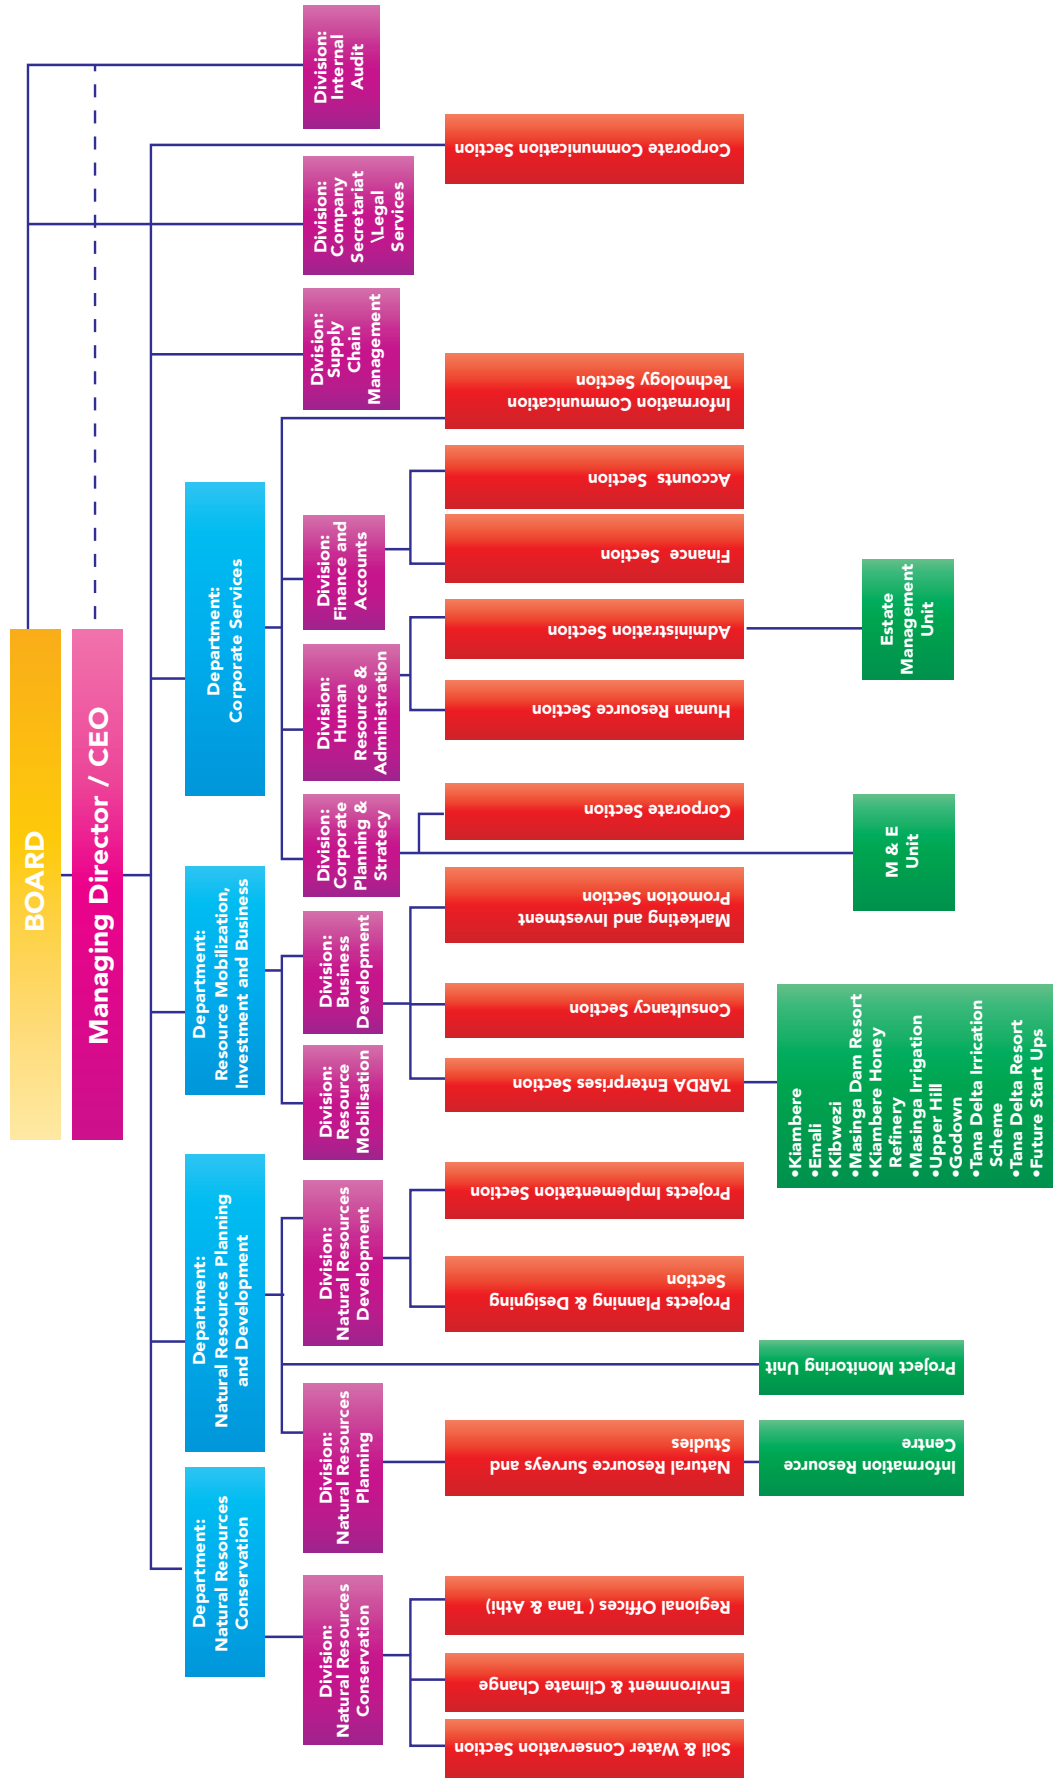 BOARD
Managing Director / CEO
Department:
Natural Resources
Conservation
Department:
Natural Resources Planning
and Development
Department:
Resource Mobilization,
Investment and Business
Department:
Corporate Services
Division:
Natural Resources
Conservation
Division:
Natural Resources
Planning
Division:
Natural Resources
Development
Division:
Resource
Mobilisation
Division:
Business
Development
Division:
Corporate
Planning &
Stratecy
Division:
Human
Resource &
Administration
Division:
Finance and
Accounts
Division:
Supply
Chain
Management
Division:
Company
Secretariat
\Legal
Services
Division:
Internal
Audit
Soil & Water Conservation Section
Environment & Climate Change
Regional Offices ( Tana & Athi)
Natural Resource Surveys and
Studies
Projects Planning & Designing
Section
Projects Implementation Section
TARDA Enterprises Section
Consultancy Section
Marketing and Investment
Promotion Section
Corporate Section
Human Resource Section
Administration Section
Finance Section
Accounts Section
Information Communication
Technology Section
Corporate Communication Section
Information Resource
Centre
Project Monitoring Unit
•Kiambere
•Emali
•Kibwezi
•Masinga Dam Resort
•Kiambere Honey
Refinery
•Masinga Irrigation
•Upper Hill
•Godown
•Tana Delta Irrication
Scheme
•Tana Delta Resort
•Future Start Ups
M & E
Unit
Estate
Management
Unit